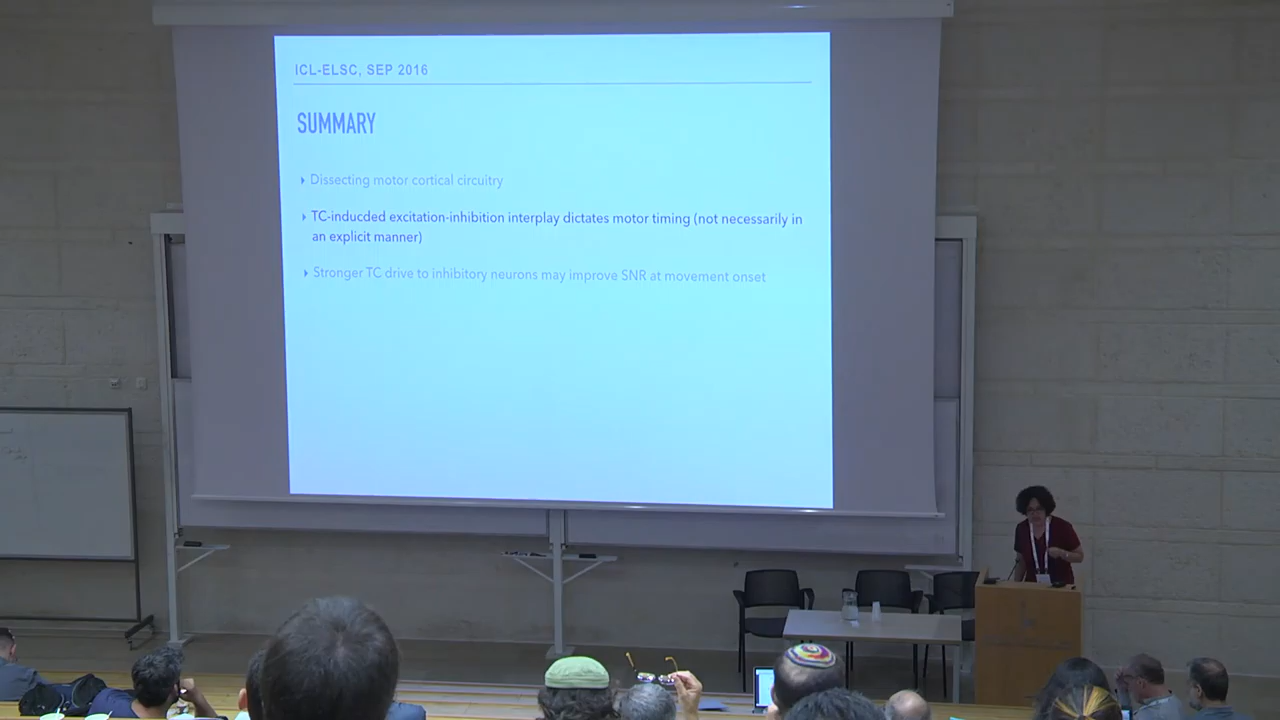 ICL-ELSC, SEP 2016
SUMMARY
Dissecting motor cortical circuitry
TC-inducded excitation-inhibition interplay dictates motor timing (not necessarily in
an explicit manner)
Stronger TC drive to inhibitory neurons may improve SNR at movement onset